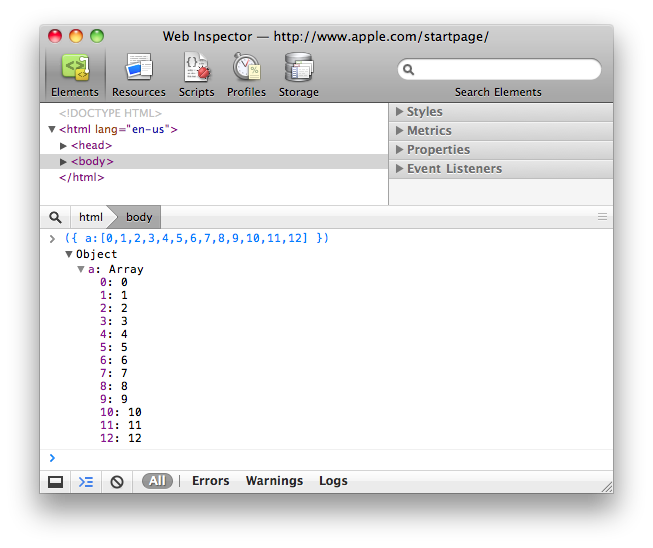 Web Inspector — http://www.apple.com/startpage/
Elements Resources Scripts Profiles Storage Search Elements
<!DOCTYPE HTML>
<html lang="en-us">
<head>
<body>
</html>
Styles
Metrics
Properties
Event Listeners
html body
({ a:[0,1,2,3,4,5,6,7,8,9,10,11,12] })
Object
a: Array
0: 0
1: 1
2: 2
3: 3
4: 4
5: 5
6: 6
7: 7
8: 8
9: 9
10: 10
11: 11
12: 12
All Errors Warnings Logs